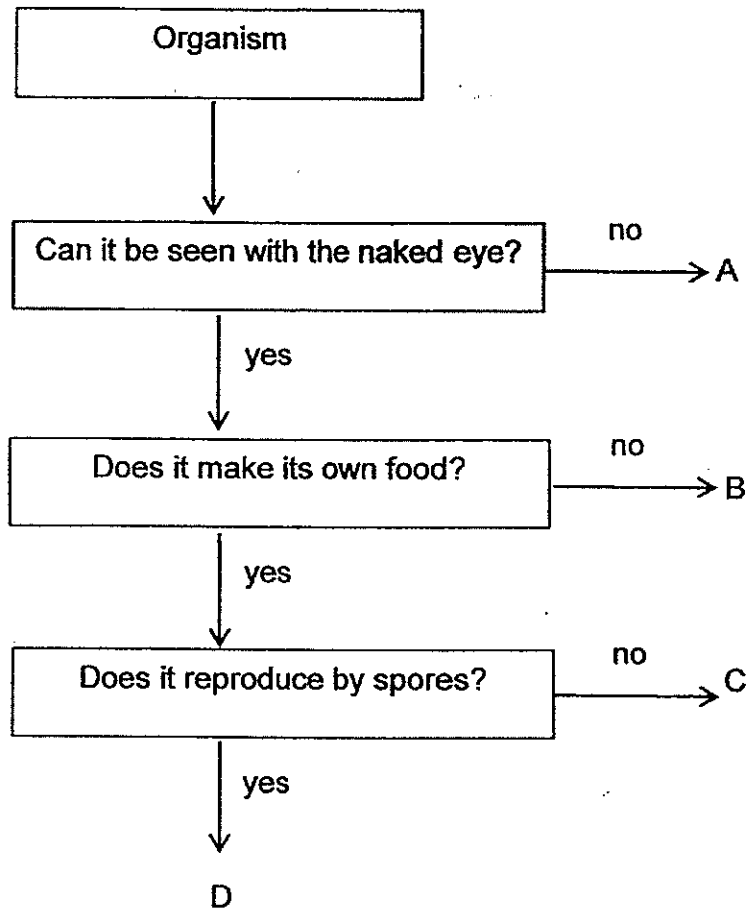 Organism
Can it be seen with the naked eye?
no
A
yes
Does it make its own food?
no
B
yes
Does it reproduce by spores?
no
C
yes
D